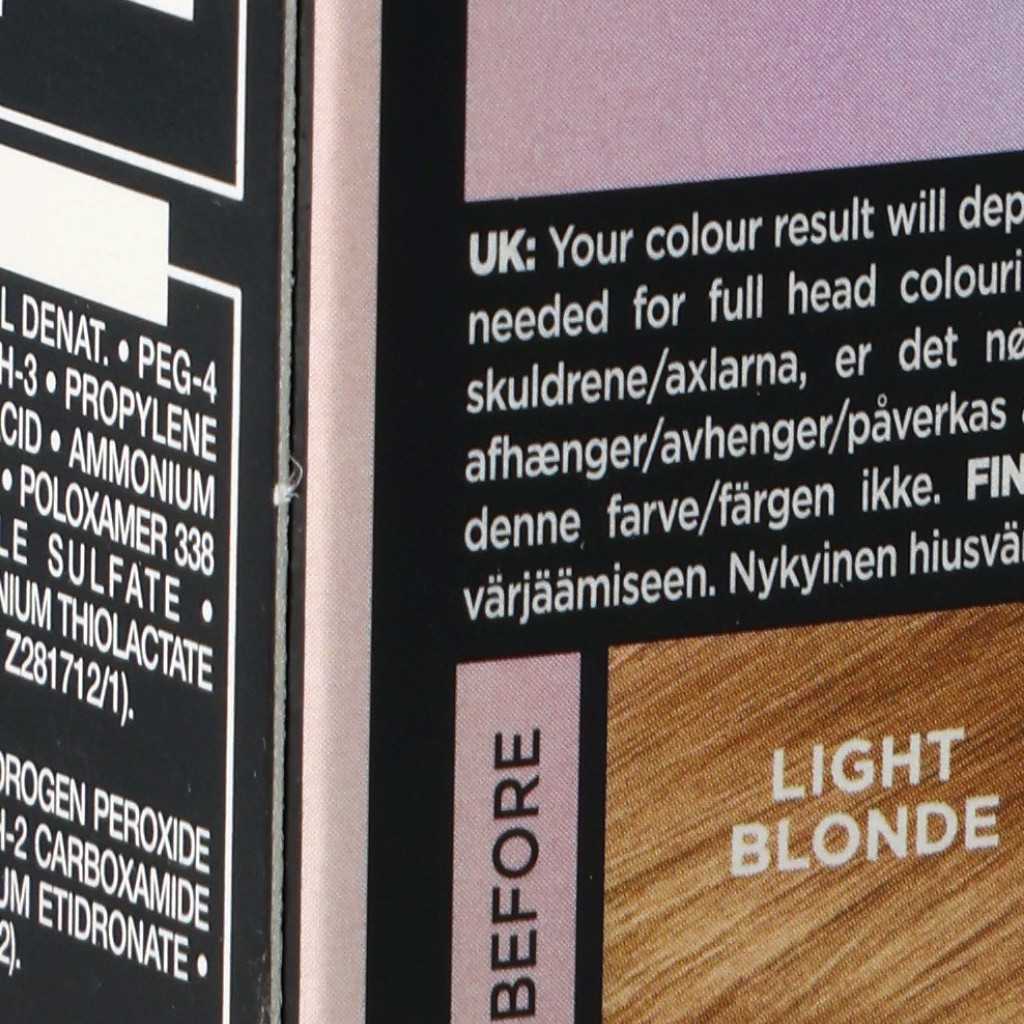 L DENAT. • PEG-4
H-3 • PROPYLENE
CID • AMMONIUM
• POLOXAMER 338
LE SULFATE •
NIUM THIOLACTATE
Z281712/1).
DROGEN PEROXIDE
H-2 CARBOXAMIDE
UM ETIDRONATE •
2).
UK: Your colour result will dep
needed for full head colouri
skuldrene/axlarna, er det nø
afhænger/avhenger/påverkas
denne farve/färgen ikke. FIN
värjäämiseen. Nykyinen hiusvä
BEFORE
LIGHT
BLONDE